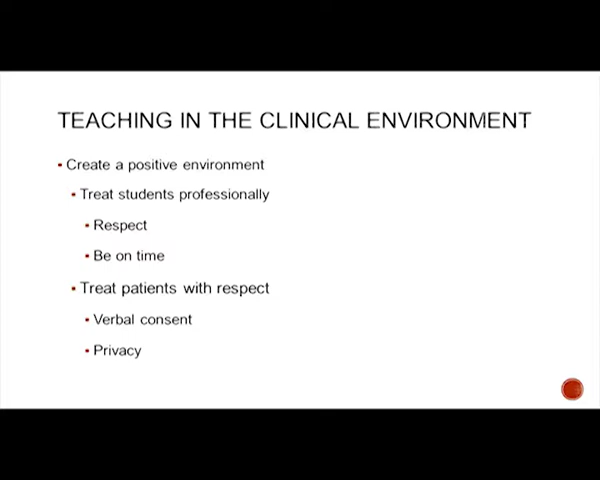 TEACHING IN THE CLINICAL ENVIRONMENT
▪ Create a positive environment
▪ Treat students professionally
▪ Respect
▪ Be on time
▪ Treat patients with respect
▪ Verbal consent
▪ Privacy